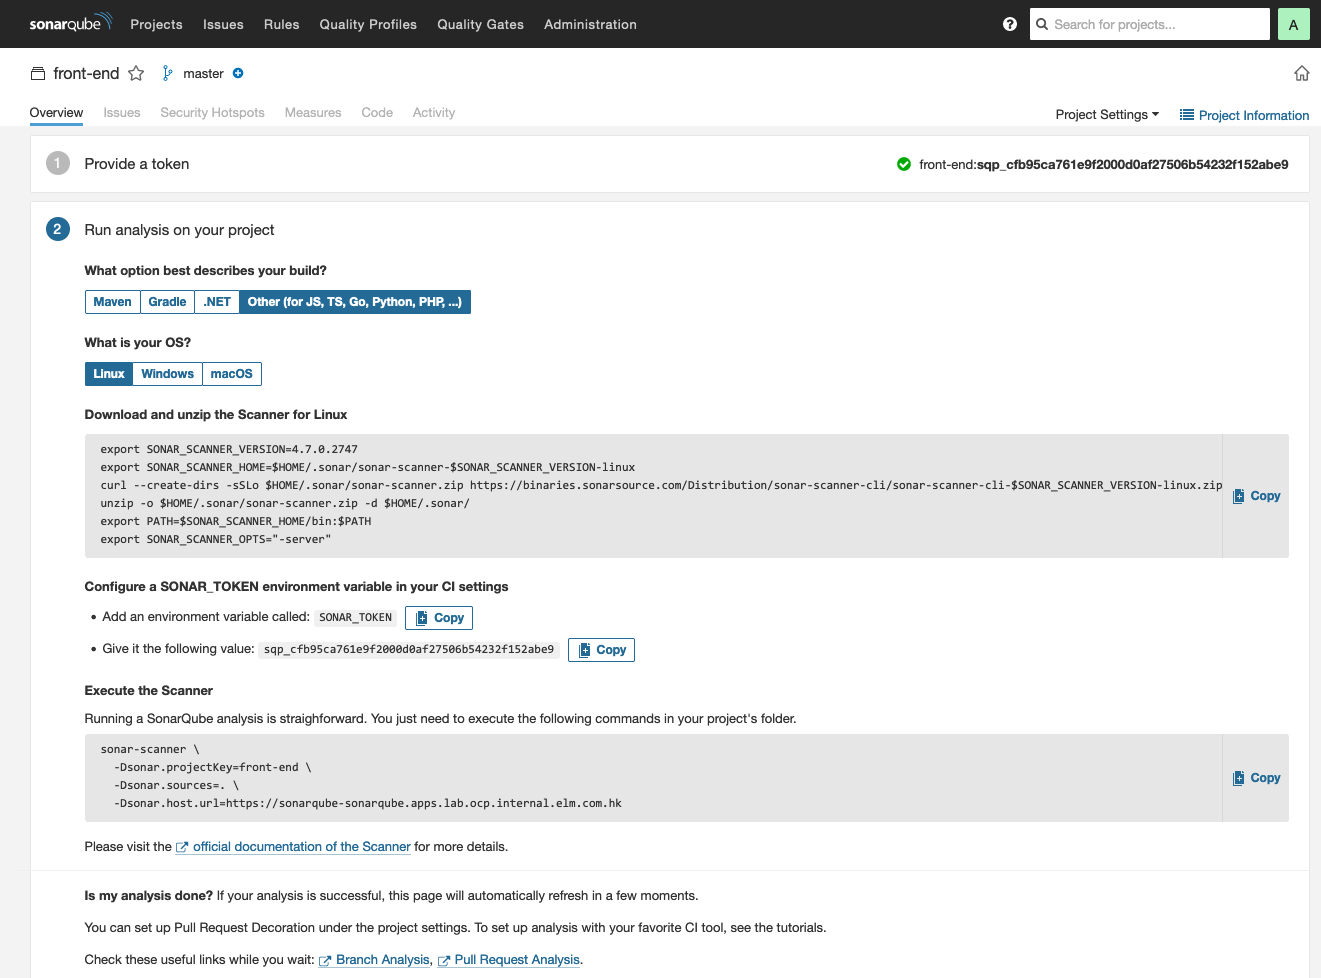 sonarqube Projects Issues Rules Quality Profiles Quality Gates Administration ? Search for projects... A
front-end master
Overview Issues Security Hotspots Measures Code Activity Project Settings Project Information
1 Provide a token front-end:sqp_cfb95ca761e9f2000d0af27506b54232f152abe9
2 Run analysis on your project
What option best describes your build?
Maven Gradle .NET Other (for JS, TS, Go, Python, PHP, ...)
What is your OS?
Linux Windows macOS
Download and unzip the Scanner for Linux
export SONAR_SCANNER_VERSION=4.7.0.2747
export SONAR_SCANNER_HOME=$HOME/.sonar/sonar-scanner-$SONAR_SCANNER_VERSION-linux
curl --create-dirs -sSLo $HOME/.sonar/sonar-scanner.zip https://binaries.sonarsource.com/Distribution/sonar-scanner-cli/sonar-scanner-cli-$SONAR_SCANNER_VERSION-linux.zip
unzip -o $HOME/.sonar/sonar-scanner.zip -d $HOME/.sonar/
export PATH=$SONAR_SCANNER_HOME/bin:$PATH
export SONAR_SCANNER_OPTS="-server"
Copy
Configure a SONAR_TOKEN environment variable in your CI settings
• Add an environment variable called: SONAR_TOKEN Copy
• Give it the following value: sqp_cfb95ca761e9f2000d0af27506b54232f152abe9 Copy
Execute the Scanner
Running a SonarQube analysis is straighforward. You just need to execute the following commands in your project's folder.
sonar-scanner \
-Dsonar.projectKey=front-end \
-Dsonar.sources=. \
-Dsonar.host.url=https://sonarqube-sonarqube.apps.lab.ocp.internal.elm.com.hk
Copy
Please visit the official documentation of the Scanner for more details.
Is my analysis done? If your analysis is successful, this page will automatically refresh in a few moments.
You can set up Pull Request Decoration under the project settings. To set up analysis with your favorite CI tool, see the tutorials.
Check these useful links while you wait: Branch Analysis, Pull Request Analysis.